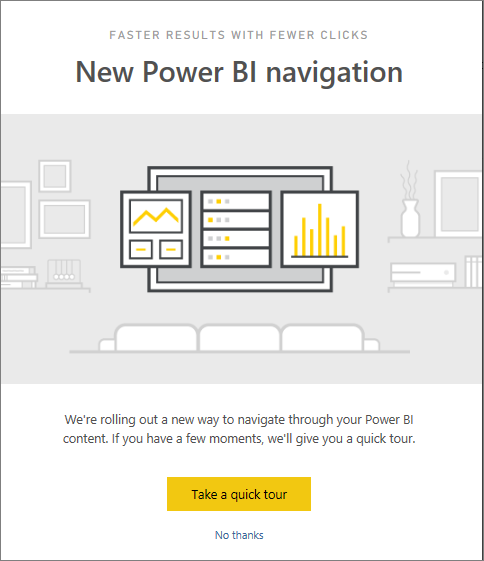 FASTER RESULTS WITH FEWER CLICKS
New Power BI navigation
We're rolling out a new way to navigate through your Power BI
content. If you have a few moments, we'll give you a quick tour.
Take a quick tour
No thanks